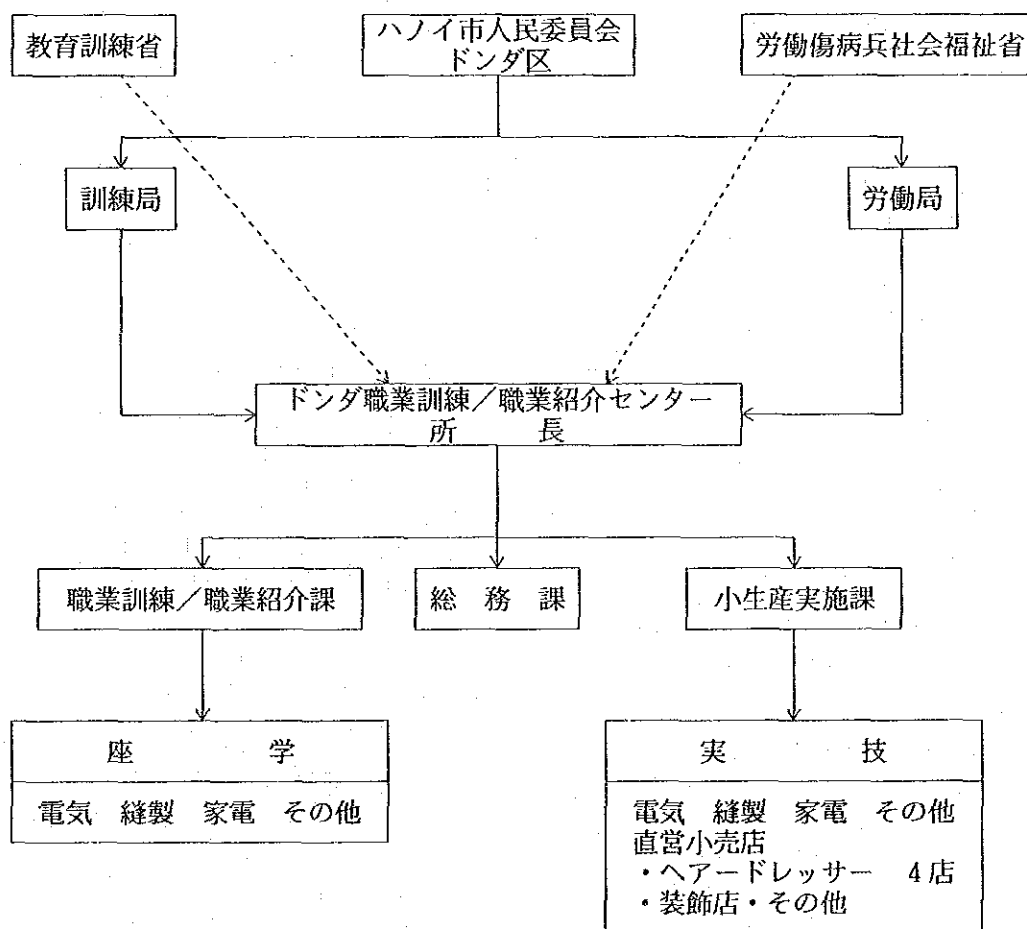 教育訓練省
ハノイ市人民委員会
ドンダ区
労働傷病兵社会福祉省
訓練局
労働局
ドンダ職業訓練／職業紹介センター
所 長
職業訓練／職業紹介課
総 務 課
小生産実施課
座 学
電気 縫製 家電 その他
実 技
電気 縫製 家電 その他
直営小売店
・ヘアードレッサー 4店
・装飾店・その他